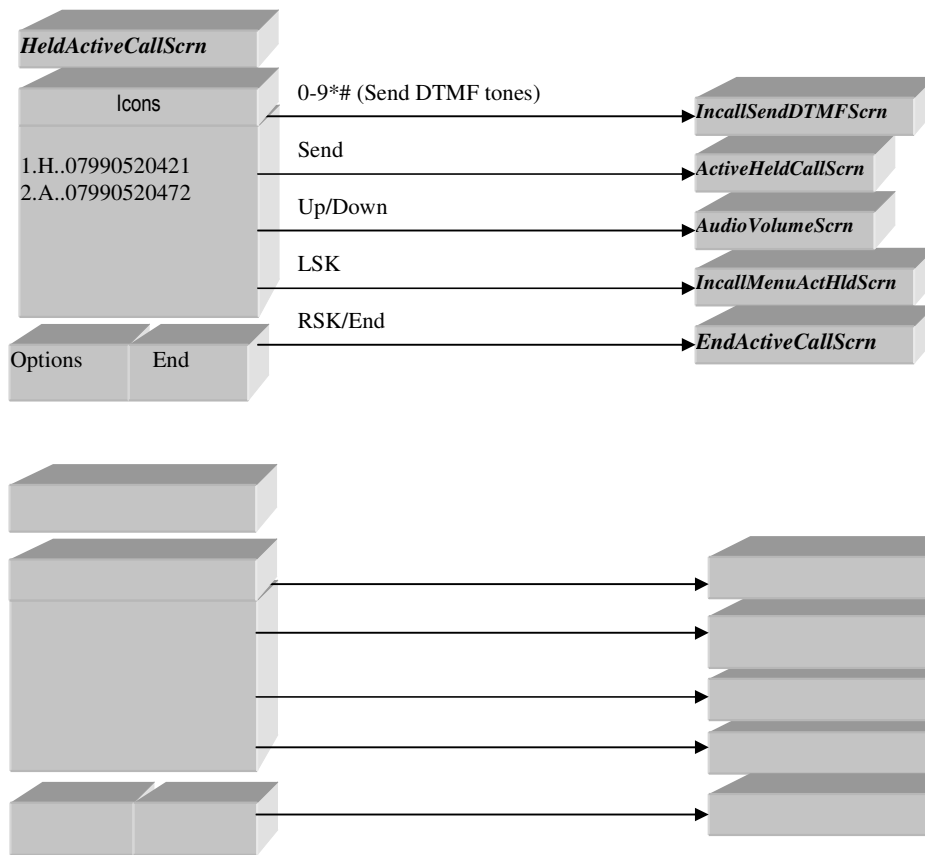 HeldActiveCallScrn
Icons
1.H..07990520421
2.A..07990520472
Options
End
0-9*# (Send DTMF tones)
IncallSendDTMFScrn
Send
ActiveHeldCallScrn
Up/Down
AudioVolumeScrn
LSK
IncallMenuActHldScrn
RSK/End
EndActiveCallScrn